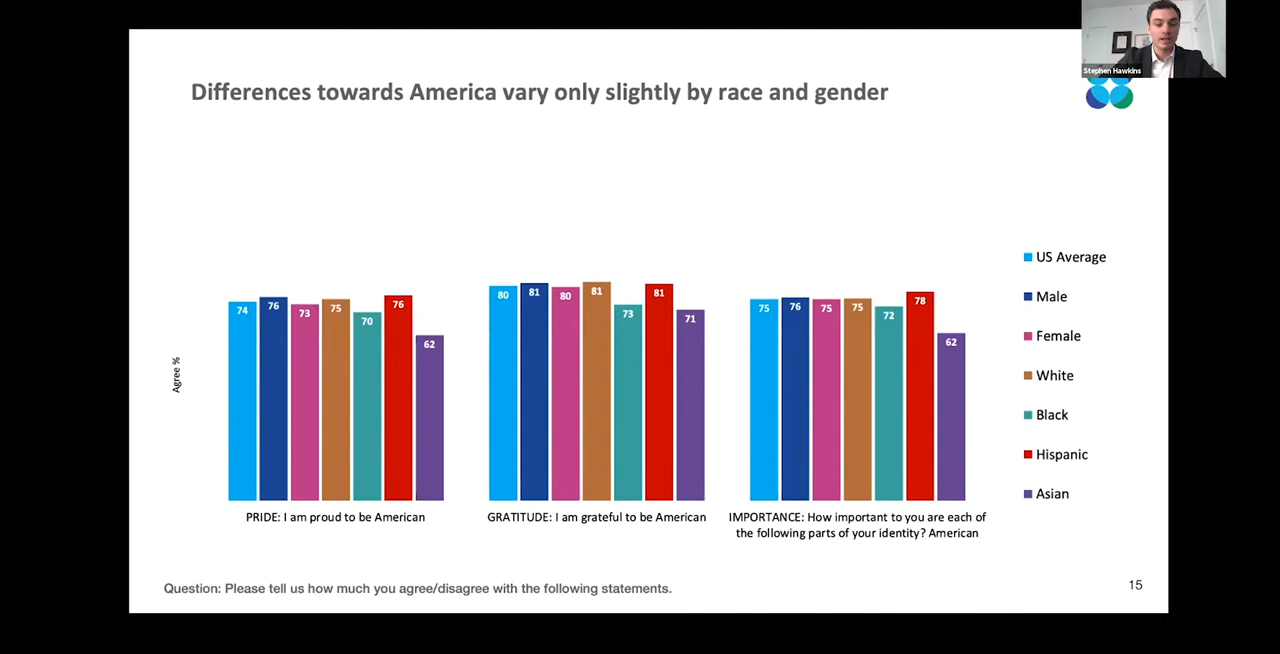 Stephen Hawkins
Differences towards America vary only slightly by race and gender
Agree %
74 76 73 75 70 76 62
80 81 80 81 73 81 71
75 76 75 75 72 78 62
PRIDE: I am proud to be American
GRATITUDE: I am grateful to be American
IMPORTANCE: How important to you are each of
the following parts of your identity? American
US Average
Male
Female
White
Black
Hispanic
Asian
Question: Please tell us how much you agree/disagree with the following statements.
15